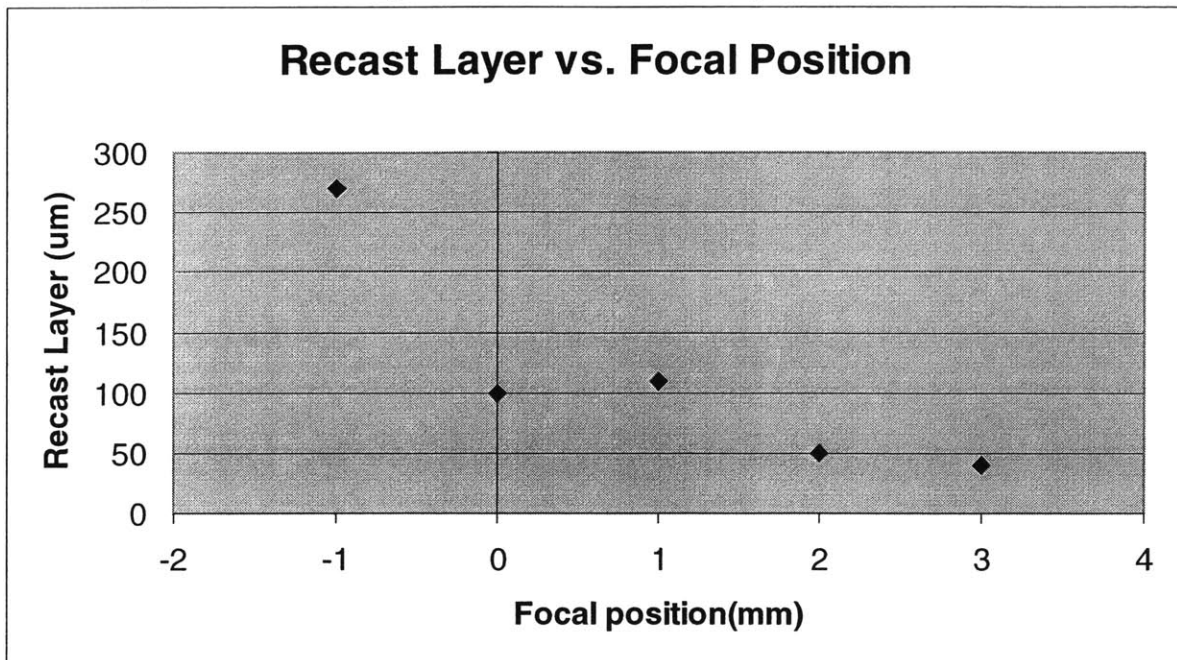 Recast Layer vs. Focal Position
Recast Layer (um)
300
250
200
150
100
50
0
-2 -1 0 1 2 3 4
Focal position(mm)